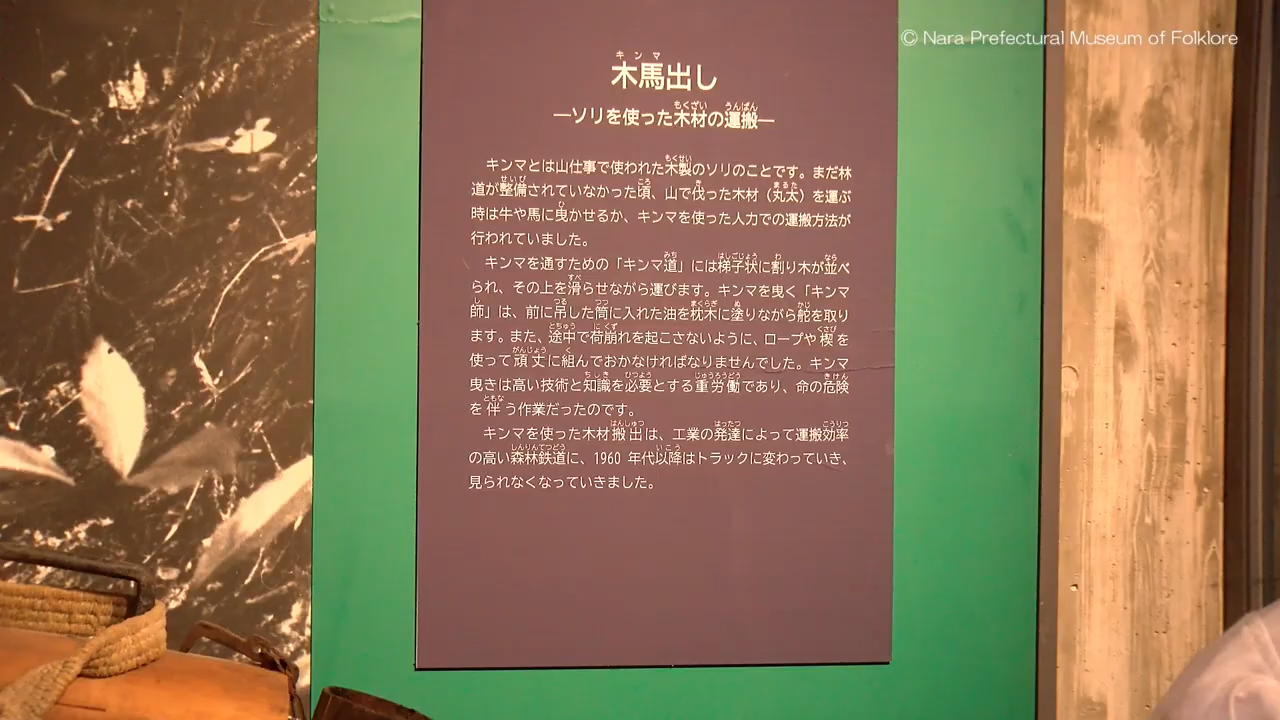 © Nara Prefectural Museum of Folklore
木馬出し
―ソリを使った木材の運搬―
キンマとは山仕事で使われた木製のソリのことです。まだ林
道が整備されていなかった頃、山で伐った木材（丸太）を運ぶ
時は牛や馬に曳かせるか、キンマを使った人力での運搬方法が
行われていました。
キンマを通すための「キンマ道」には梯子状に割り木が並べ
られ、その上を滑らせながら運びます。キンマを曳く「キンマ
師」は、前に吊した筒に入れた油を枕木に塗りながら舵を取り
ます。また、途中で荷崩れを起こさないように、ロープや楔を
使って頑丈に組んでおかなければなりませんでした。キンマ
曳きは高い技術と知識を必要とする重労働であり、命の危険
を伴う作業だったのです。
キンマを使った木材搬出は、工業の発達によって運搬効率
の高い森林鉄道に、1960 年代以降はトラックに変わっていき、
見られなくなっていきました。